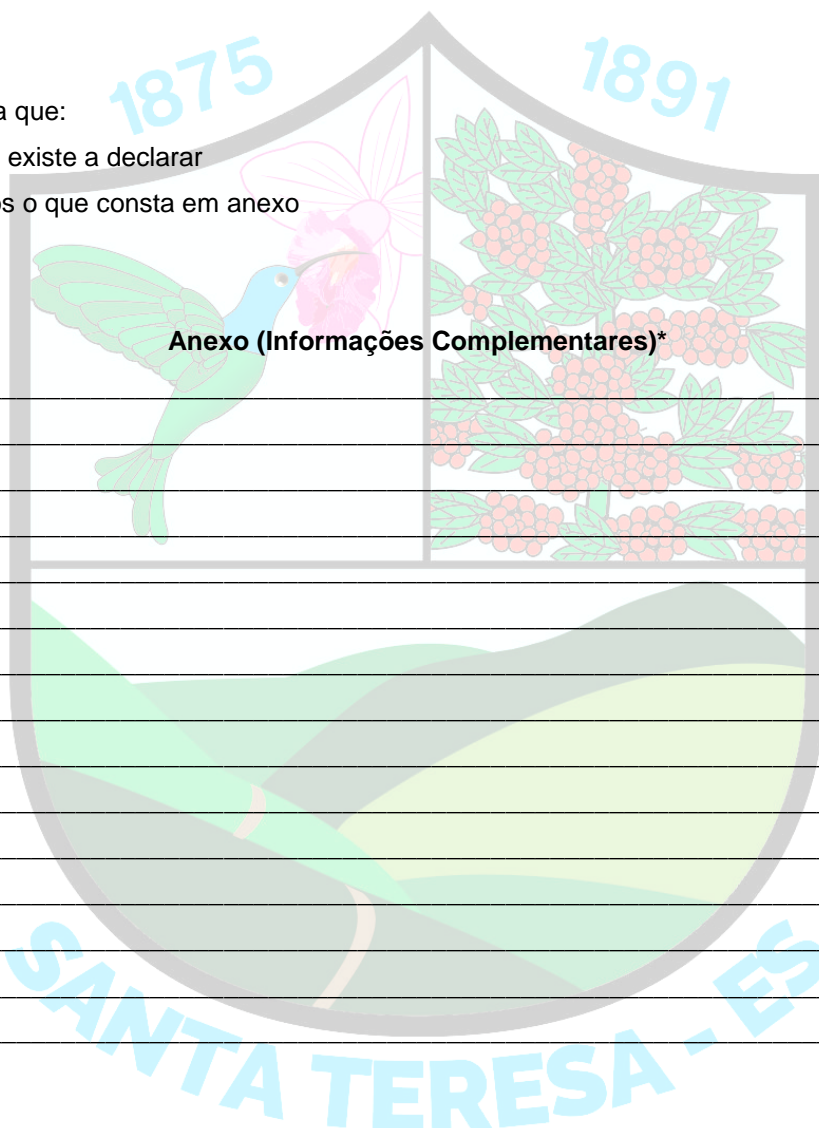 1875
1891
a que:
existe a declarar
s o que consta em anexo
Anexo (Informações Complementares)*
SANTA TERESA - ES